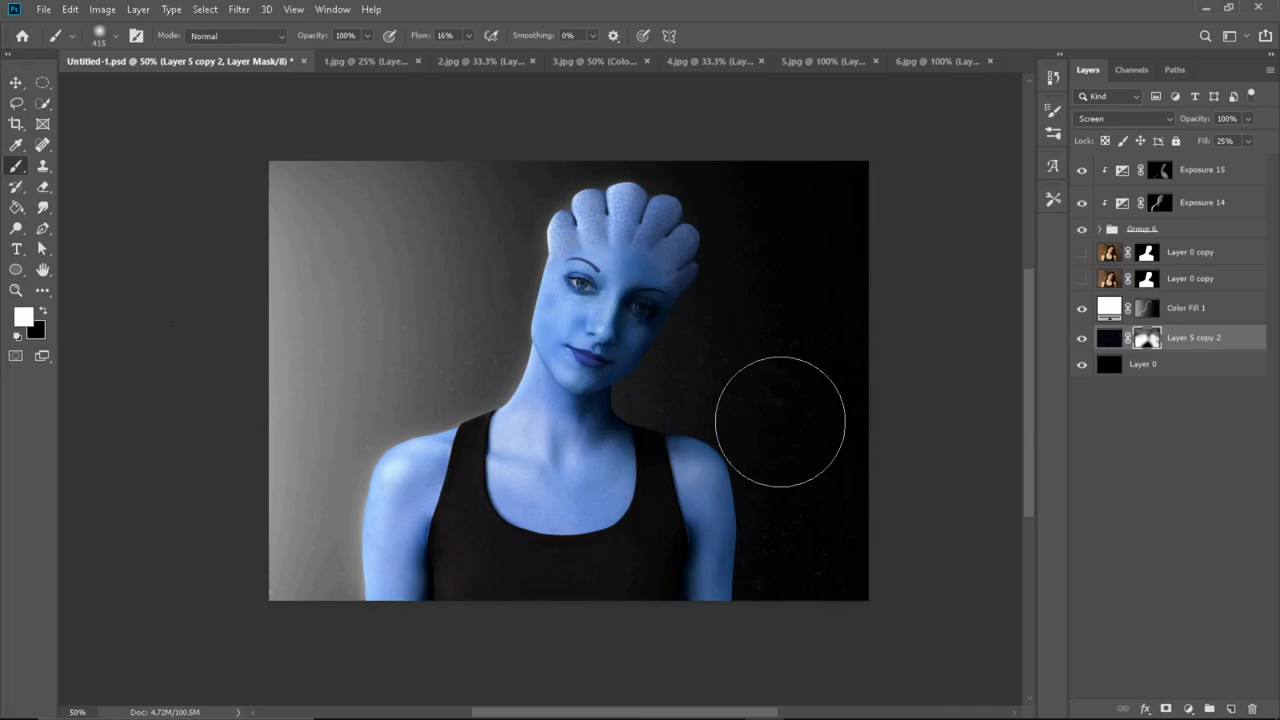 Ps File Edit Image Layer Type Select Filter 3D View Window Help
415 Mode: Normal Opacity: 100% Flow: 16% Smoothing: 0%
Untitled-1.psd @ 50% (Layer 5 copy 2, Layer Mask/8) * 1.jpg @ 25% (Laye... 2.jpg @ 33.3% (Lay... 3.jpg @ 50% (Colo... 4.jpg @ 33.3% (Lay... 5.jpg @ 100% (Lay... 6.jpg @ 100% (Lay...
Layers Channels Paths
Kind
Screen Opacity: 100%
Lock: Fill: 25%
Exposure 15
Exposure 14
Group 6
Layer 0 copy
Layer 0 copy
Color Fill 1
Layer 5 copy 2
Layer 0
50% Doc: 4.72M/100.5M